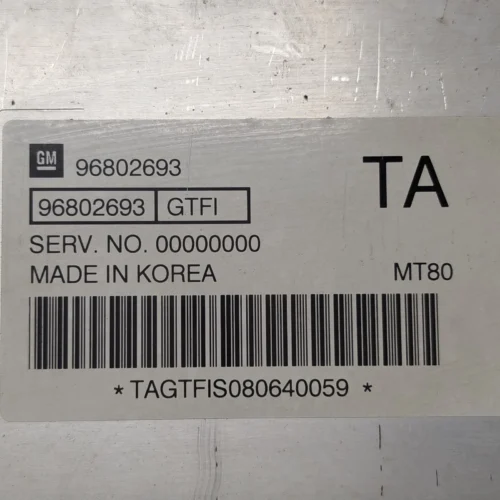 GM 96802693
TA
96802693 GTFI
SERV. NO. 00000000
MADE IN KOREA
MT80
* TAGTFIS080640059 *